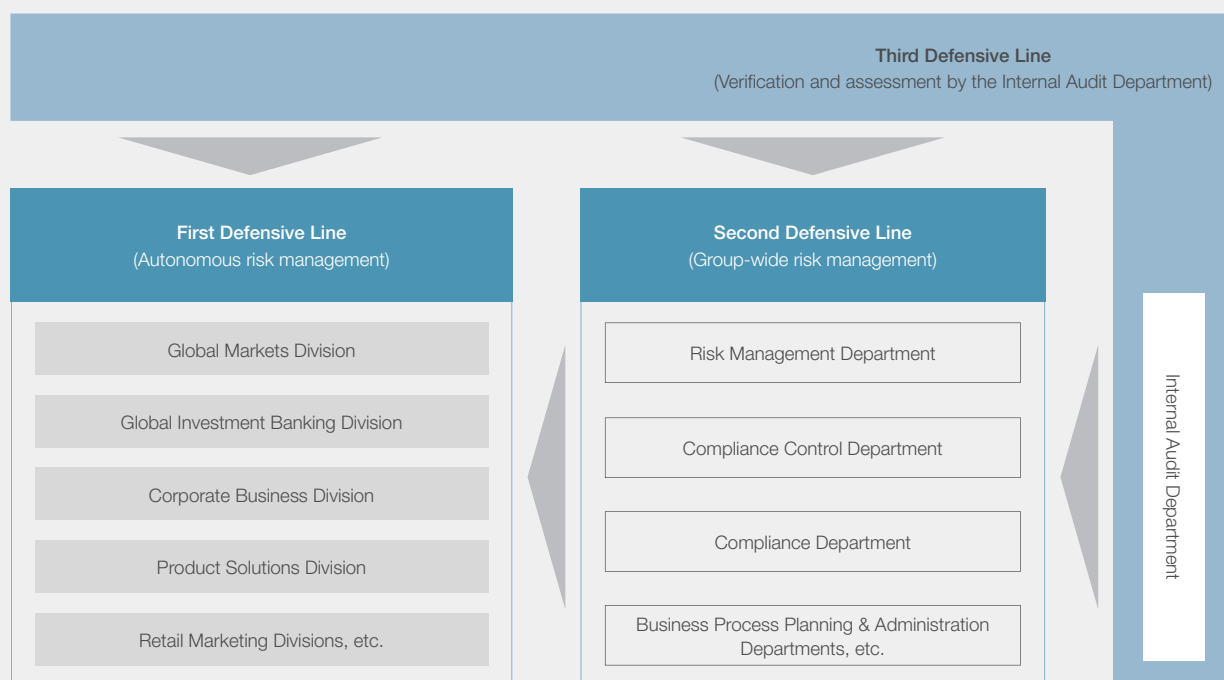 Third Defensive Line
(Verification and assessment by the Internal Audit Department)
First Defensive Line
(Autonomous risk management)
Global Markets Division
Global Investment Banking Division
Corporate Business Division
Product Solutions Division
Retail Marketing Divisions, etc.
Second Defensive Line
(Group-wide risk management)
Risk Management Department
Compliance Control Department
Compliance Department
Business Process Planning & Administration
Departments, etc.
Internal Audit Department